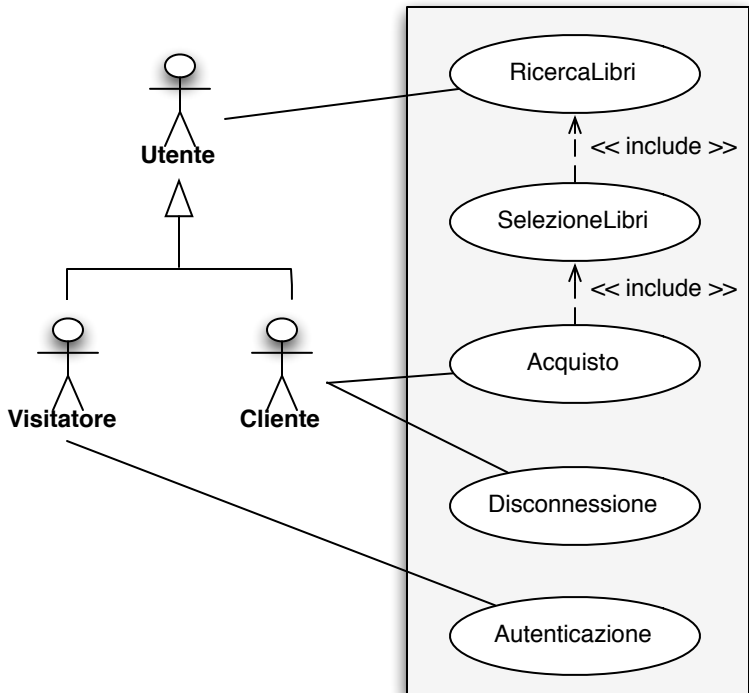 RicercaLibri
Utente
<< include >>
SelezioneLibri
<< include >>
Acquisto
Visitatore
Cliente
Disconnessione
Autenticazione